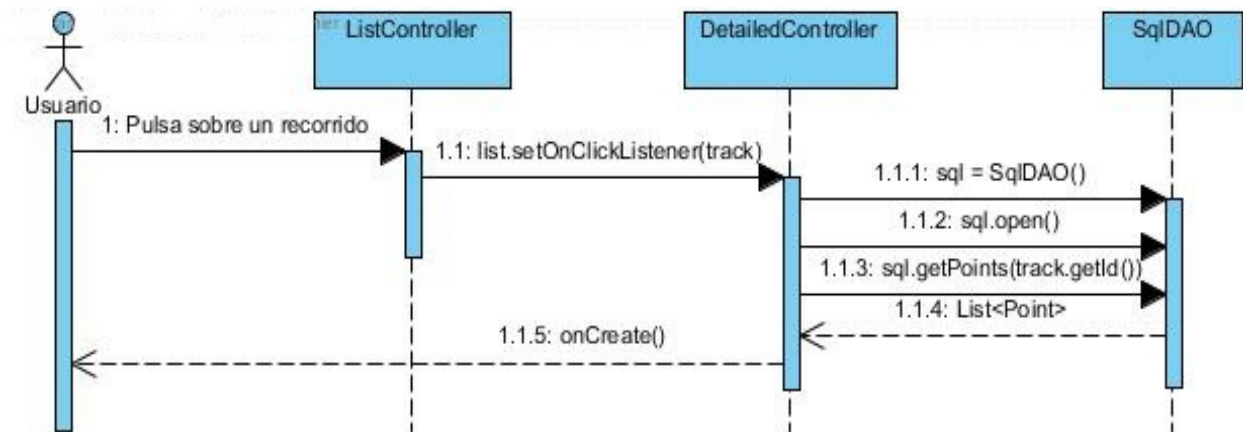 ListController
DetailedController
SqlDAO
Usuario
1: Pulsa sobre un recorrido
1.1: list.setOnClickListener(track)
1.1.1: sql = SqlDAO()
1.1.2: sql.open()
1.1.3: sql.getPoints(track.getId())
1.1.4: List<Point>
1.1.5: onCreate()